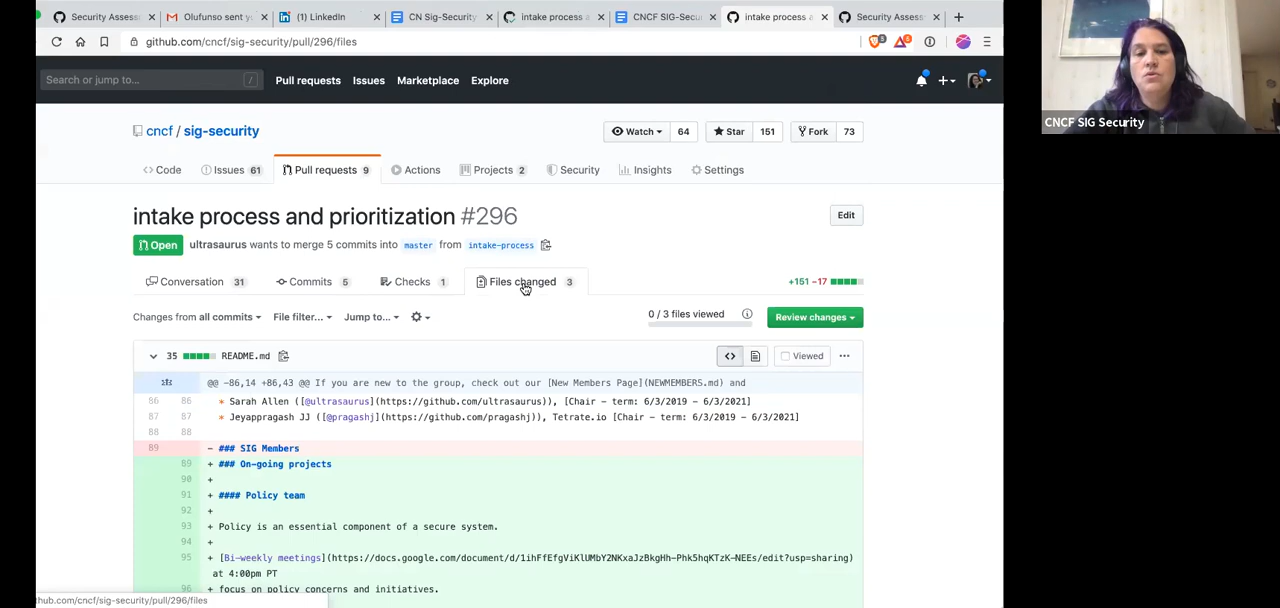 Security Assess
Olufunso sent y
LinkedIn
CN Sig-Security
intake process a
CNCF SIG-Secu
intake process a
Security Assess
github.com/cncf/sig-security/pull/296/files
Search or jump to...
/
Pull requests
Issues
Marketplace
Explore
CNCF SIG Security
cncf / sig-security
Watch 64
Star 151
Fork 73
Code
Issues 61
Pull requests 9
Actions
Projects 2
Security
Insights
Settings
intake process and prioritization #296
Edit
Open
ultrasaurus wants to merge 5 commits into master from intake-process
Conversation 31
Commits 5
Checks 1
Files changed 3
+151 −17
Changes from all commits
File filter...
Jump to...
0 / 3 files viewed
Review changes
35 README.md
<>
Viewed
...
@@ -86,14 +86,43 @@ If you are new to the group, check out our [New Members Page](NEWMEMBERS.md) and
86 86 * Sarah Allen ([@ultrasaurus](https://github.com/ultrasaurus)), [Chair - term: 6/3/2019 - 6/3/2021]
87 87 * Jeyappragash JJ ([@pragashj](https://github.com/pragashj)), Tetrate.io [Chair - term: 6/3/2019 - 6/3/2021]
88 88
89 - ### SIG Members
89 + ### On-going projects
90 +
91 + #### Policy team
92 +
93 + Policy is an essential component of a secure system.
94 +
95 + [Bi-weekly meetings](https://docs.google.com/document/d/1ihFfEfgViKlUMbY2NKxaJzBkgHh-Phk5hqKTzK-NEEs/edit?usp=sharing)
at 4:00pm PT
96 + focus on policy concerns and initiatives.
hub.com/cncf/sig-security/pull/296/files